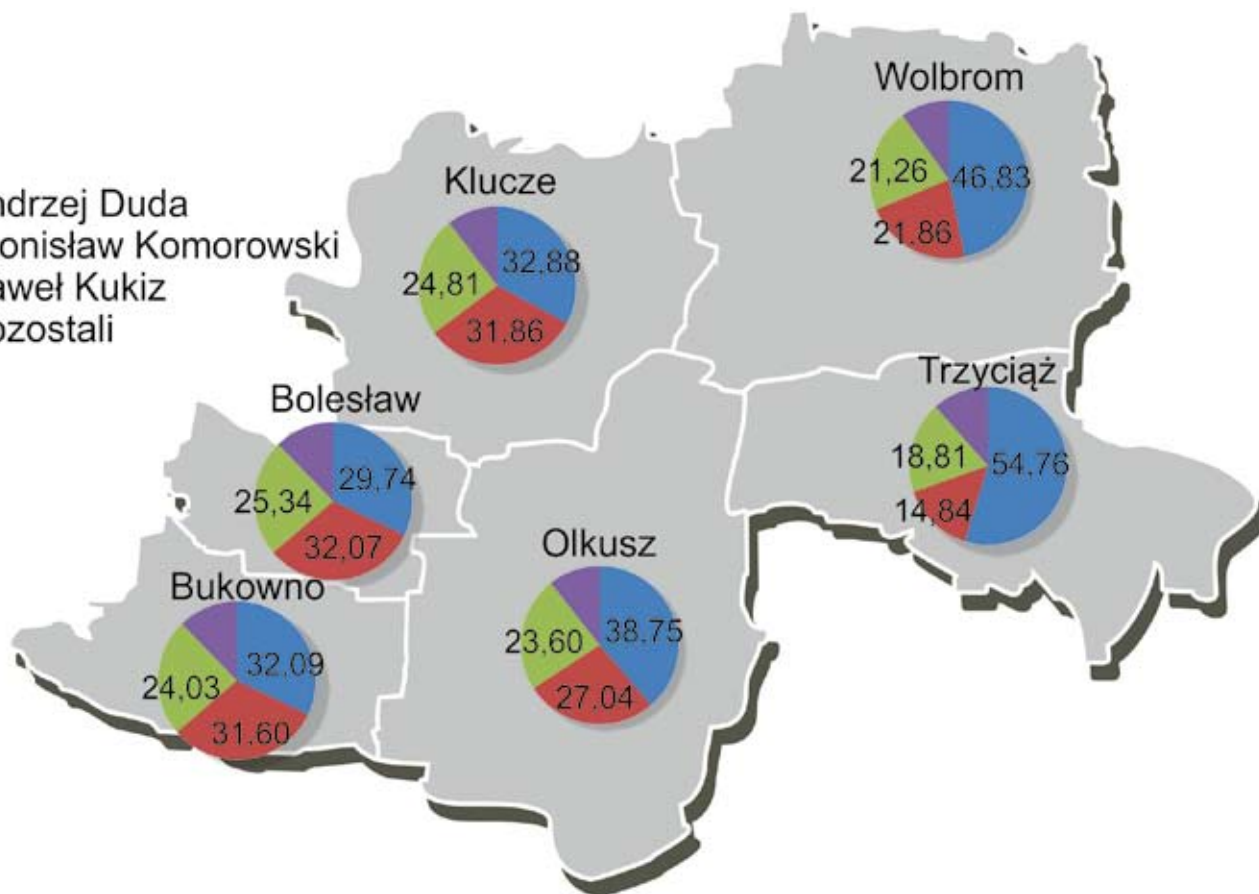 Wolbrom
46,83
21,26
21.86
Klucze
32,88
24,81
31.86
ndrzej Duda
onisław Komorowski
aweł Kukiz
ozostali
Trzyciąż
54,76
18,81
14,84
Bolesław
29,74
25,34
32,07
Olkusz
38,75
23,60
27.04
Bukowno
32,09
24,03
31.60